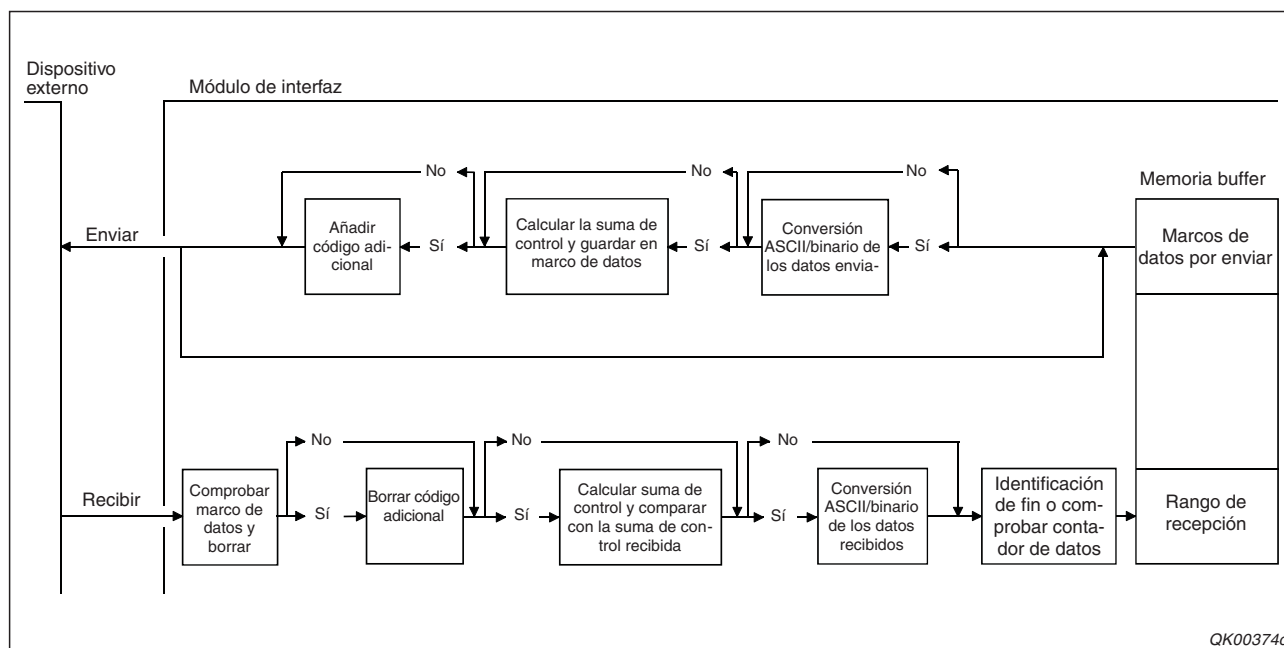 Dispositivo
externo
Módulo de interfaz
No
No
No
Memoria buffer
Enviar
Añadir
código adi-
cional
Sí
Calcular la suma de
control y guardar en
marco de datos
Sí
Conversión
ASCII/binario de
los datos envia-
Sí
Marcos de
datos por enviar
No
No
No
Recibir
Comprobar
marco de
datos y
borrar
Sí
Borrar código
adicional
Sí
Calcular suma de
control y comparar
con la suma de con-
trol recibida
Sí
Conversión
ASCII/binario
de los datos
recibidos
Identificación
de fin o com-
probar conta-
dor de datos
Rango de
recepción